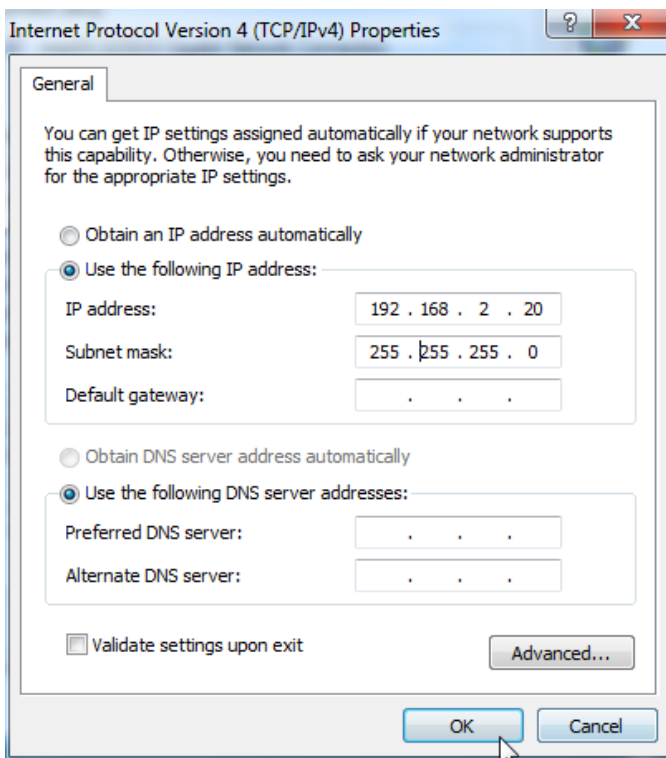 Internet Protocol Version 4 (TCP/IPv4) Properties
?
X
General
You can get IP settings assigned automatically if your network supports
this capability. Otherwise, you need to ask your network administrator
for the appropriate IP settings.
Obtain an IP address automatically
Use the following IP address:
IP address: 192 . 168 . 2 . 20
Subnet mask: 255 . 255 . 255 . 0
Default gateway: . . .
Obtain DNS server address automatically
Use the following DNS server addresses:
Preferred DNS server: . . .
Alternate DNS server: . . .
Validate settings upon exit
Advanced...
OK Cancel